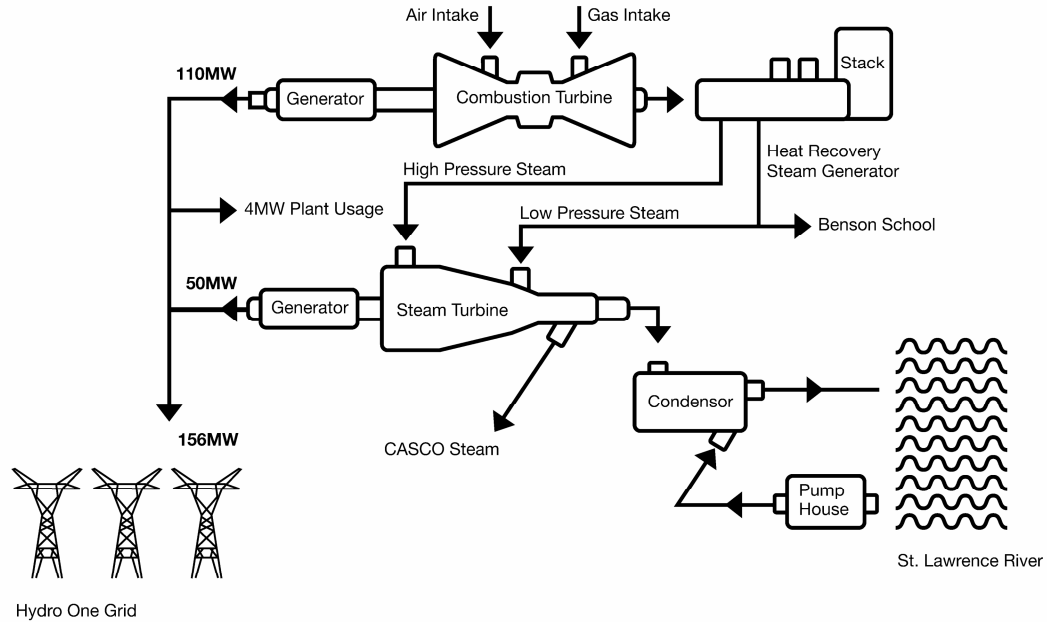 Air Intake
Gas Intake
Stack
110MW
Generator
Combustion Turbine
Heat Recovery
Steam Generator
High Pressure Steam
4MW Plant Usage
Low Pressure Steam
Benson School
50MW
Generator
Steam Turbine
Condensor
156MW
CASCO Steam
Pump
House
St. Lawrence River
Hydro One Grid